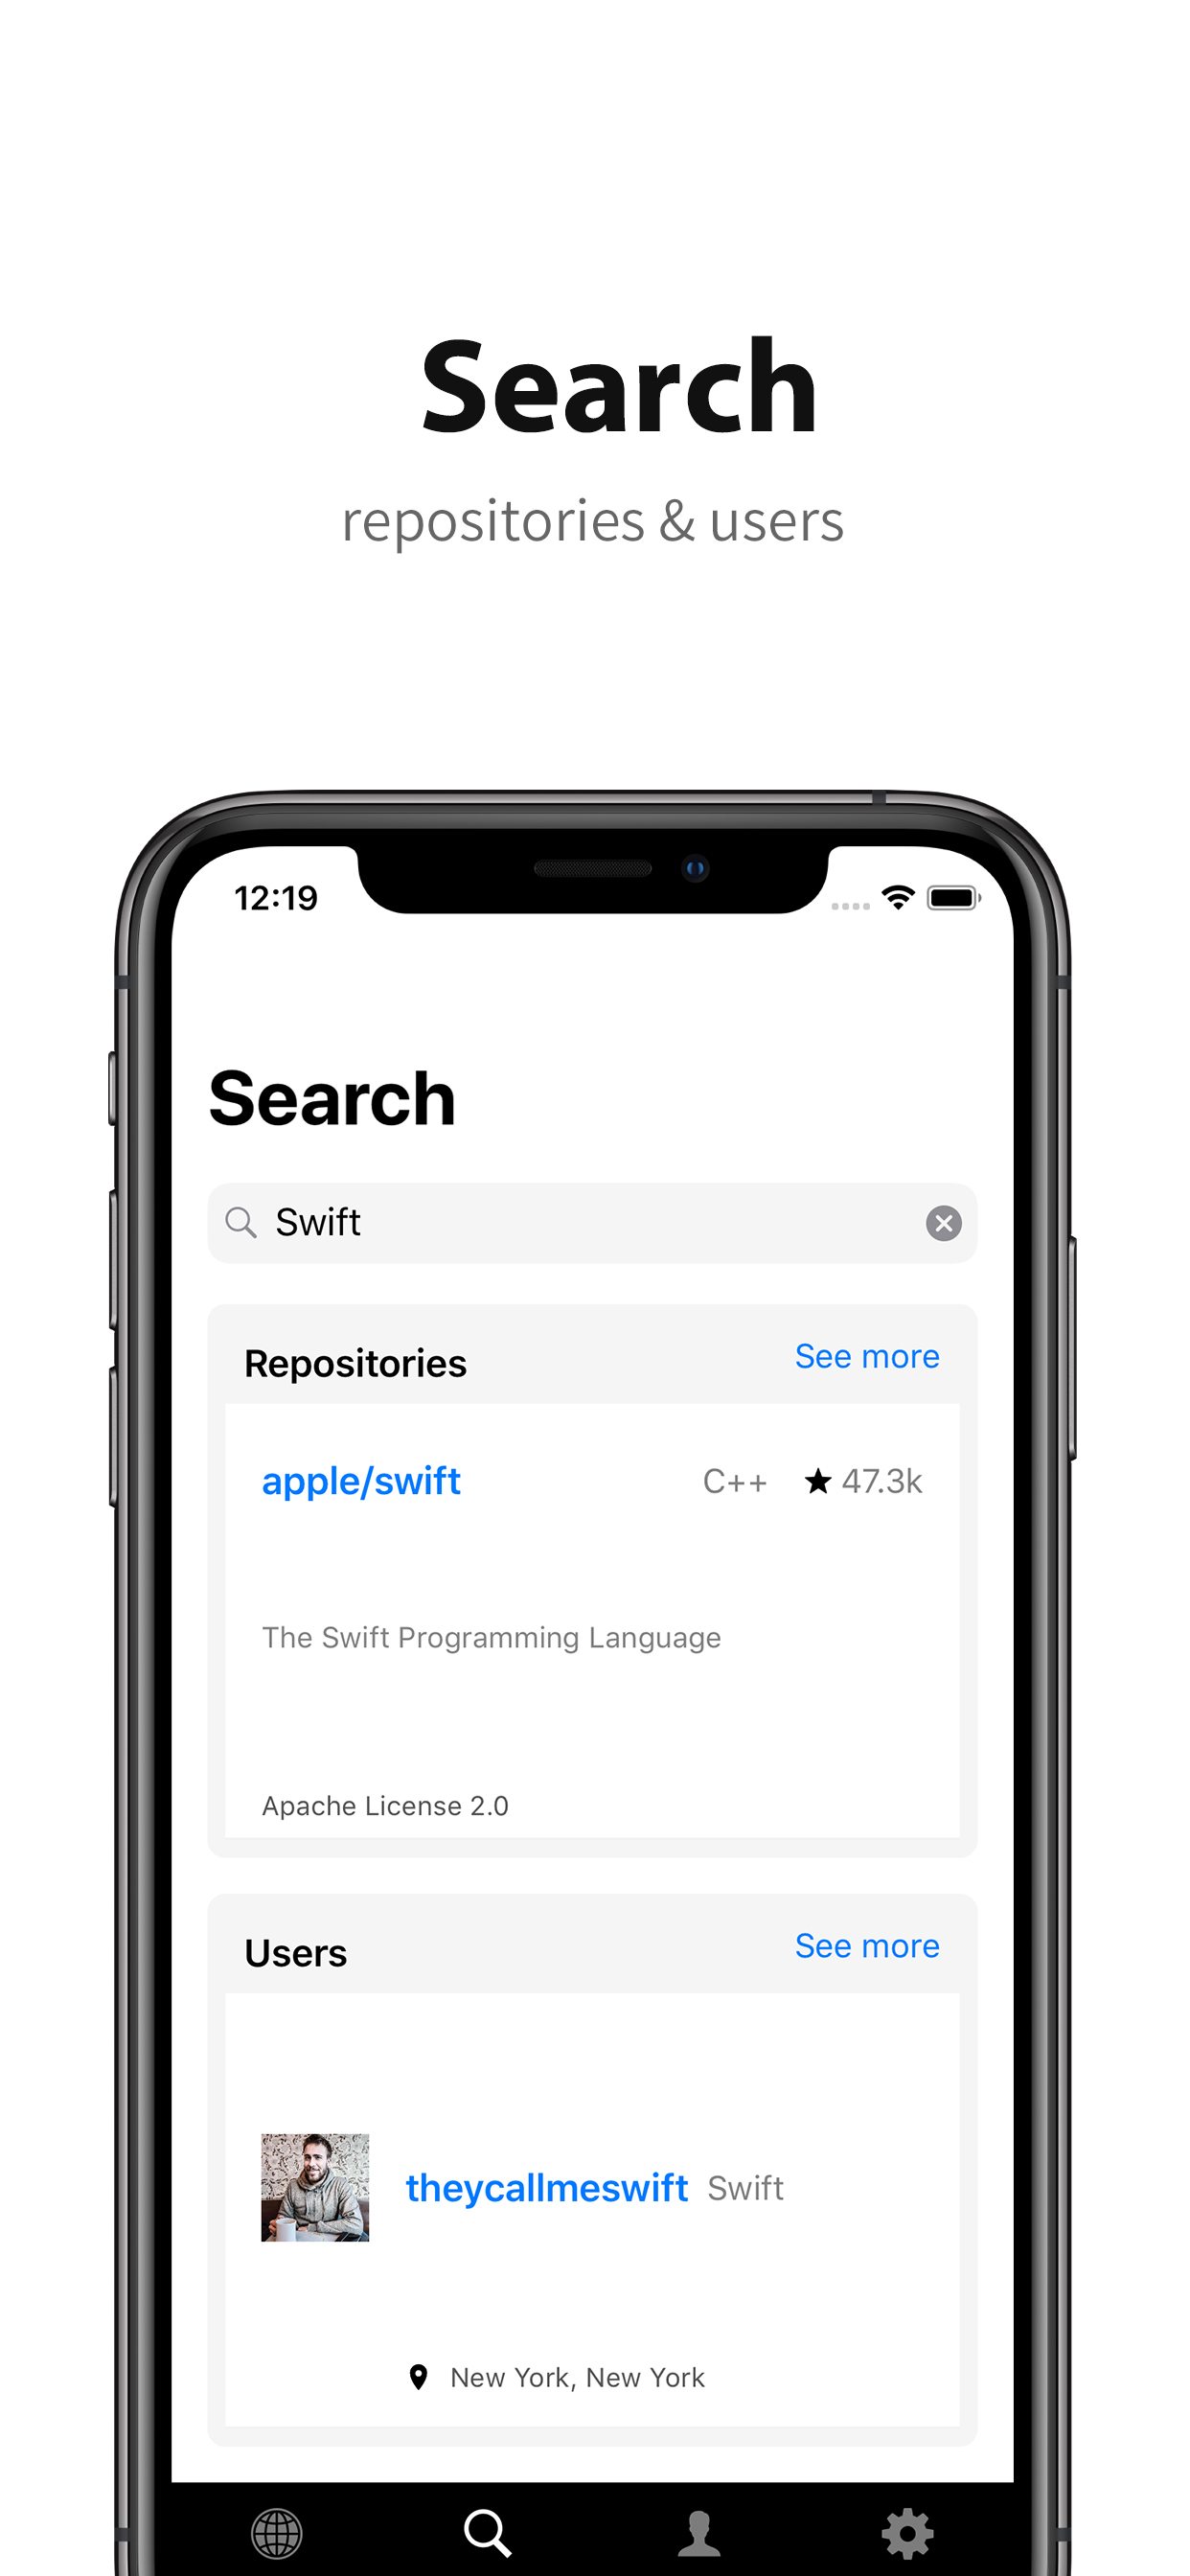 Search
repositories & users
12:19
Search
Swift
Repositories See more
apple/swift C++ ★ 47.3k
The Swift Programming Language
Apache License 2.0
Users See more
theycallmeswift Swift
New York, New York